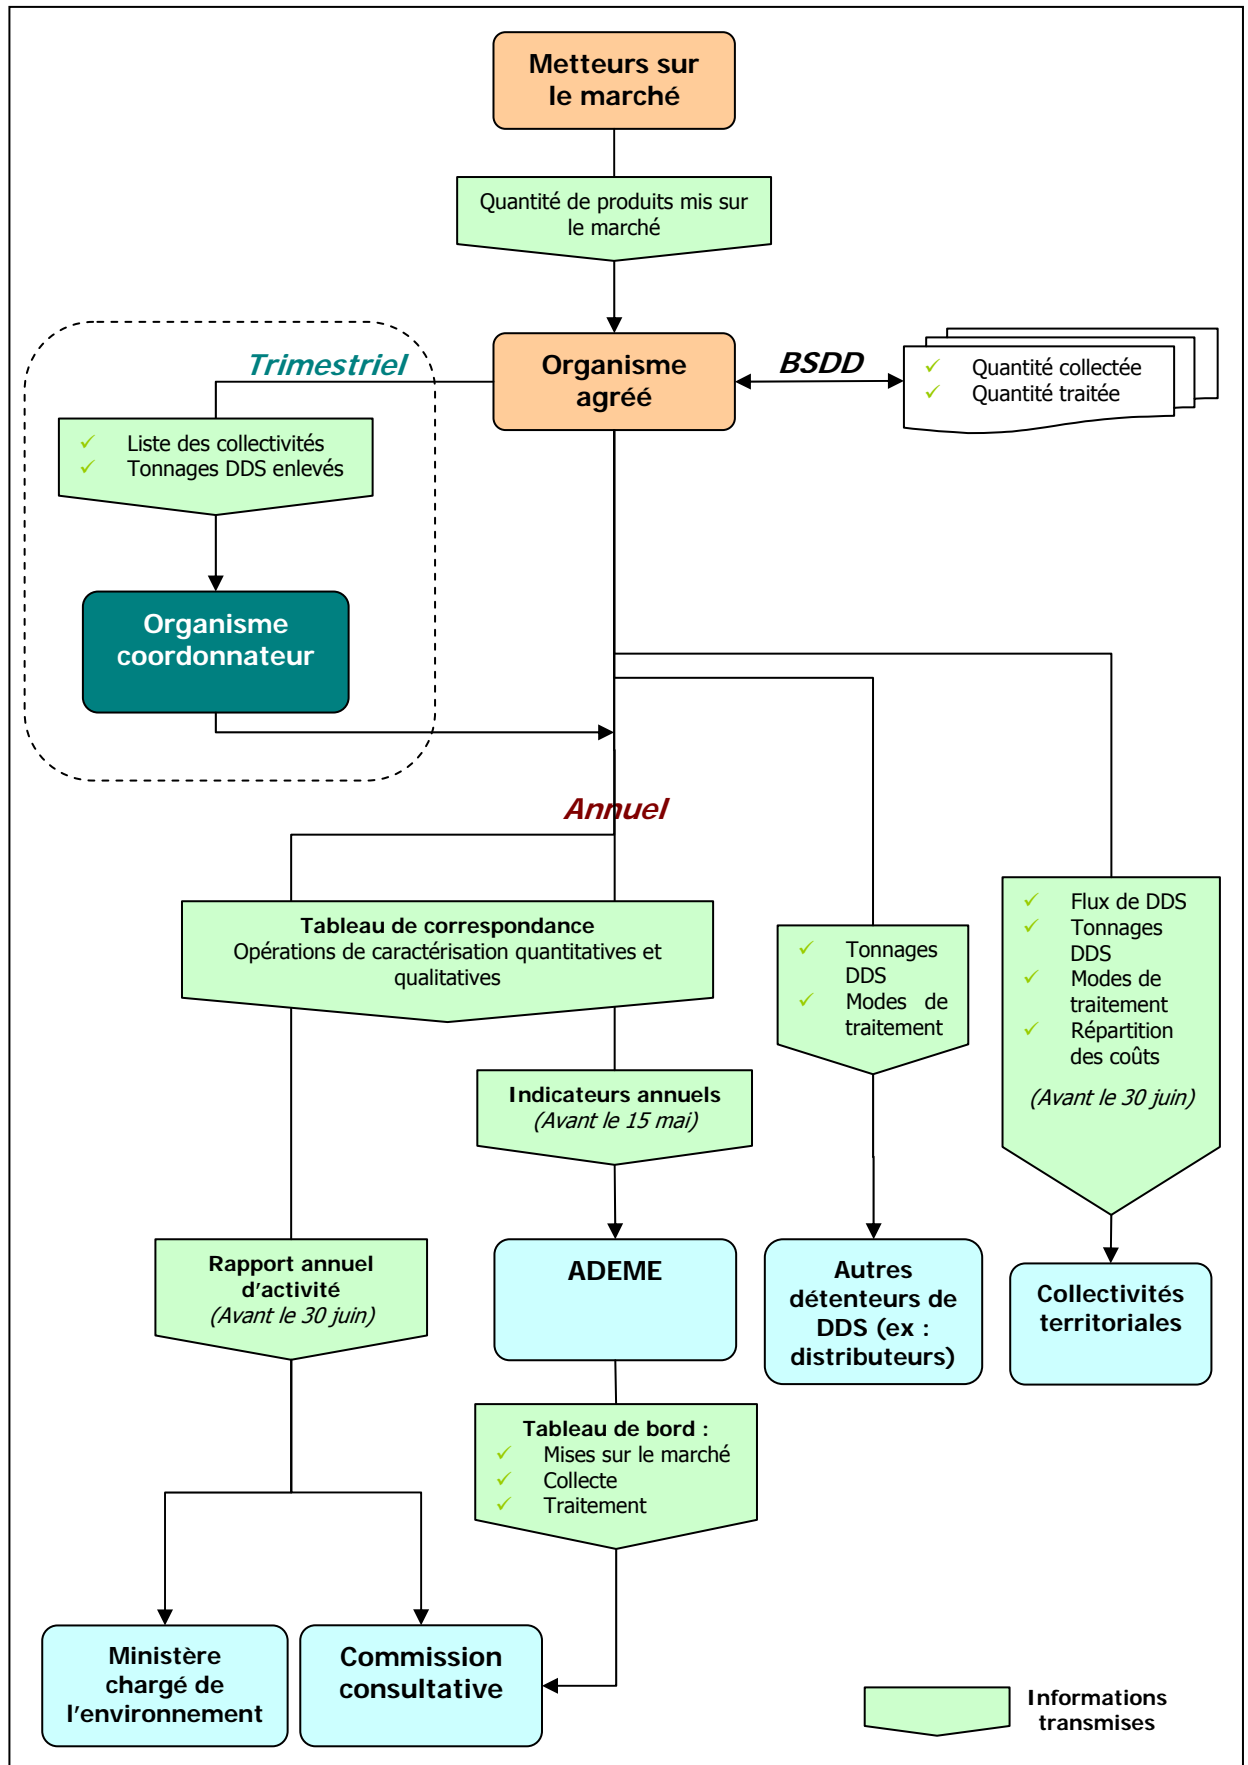 Metteurs sur
le marché
Quantité de produits mis sur
le marché
Trimestriel
Organisme
agréé
BSDD
✓ Quantité collectée
✓ Quantité traitée
✓ Liste des collectivités
✓ Tonnages DDS enlevés
Organisme
coordonnateur
Annuel
Tableau de correspondance
Opérations de caractérisation quantitatives et
qualitatives
✓ Tonnages
DDS
✓ Modes de
traitement
✓ Flux de DDS
✓ Tonnages
DDS
✓ Modes de
traitement
✓ Répartition
des coûts
(Avant le 30 juin)
Indicateurs annuels
(Avant le 15 mai)
Rapport annuel
d'activité
(Avant le 30 juin)
ADEME
Autres
détenteurs de
DDS (ex :
distributeurs)
Collectivités
territoriales
Tableau de bord :
✓ Mises sur le marché
✓ Collecte
✓ Traitement
Ministère
chargé de
l'environnement
Commission
consultative
Informations
transmises